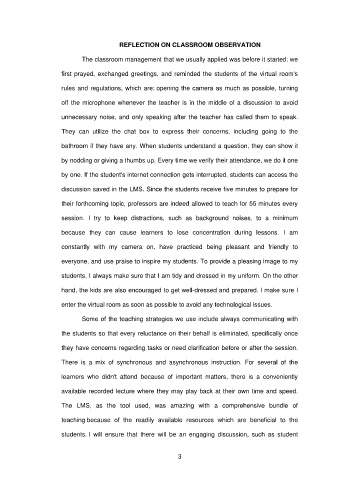 REFLECTION ON CLASSROOM OBSERVATION
The classroom management that we usually applied was before it started: we
first prayed, exchanged greetings, and reminded the students of the virtual room's
rules and regulations, which are: opening the camera as much as possible, turning
off the microphone whenever the teacher is in the middle of a discussion to avoid
unnecessary noise, and only speaking after the teacher has called them to speak.
They can utilize the chat box to express their concerns, including going to the
bathroom if they have any. When students understand a question, they can show it
by nodding or giving a thumbs up. Every time we verify their attendance, we do it one
by one. If the student's internet connection gets interrupted, students can access the
discussion saved in the LMS. Since the students receive five minutes to prepare for
their forthcoming topic, professors are indeed allowed to teach for 55 minutes every
session. I try to keep distractions, such as background noises, to a minimum
because they can cause learners to lose concentration during lessons. I am
constantly with my camera on, have practiced being pleasant and friendly to
everyone, and use praise to inspire my students. To provide a pleasing image to my
students, I always make sure that I am tidy and dressed in my uniform. On the other
hand, the kids are also encouraged to get well-dressed and prepared. I make sure I
enter the virtual room as soon as possible to avoid any technological issues.
Some of the teaching strategies we use include always communicating with
the students so that every reluctance on their behalf is eliminated, specifically once
they have concerns regarding tasks or need clarification before or after the session.
There is a mix of synchronous and asynchronous instruction. For several of the
learners who didn't attend because of important matters, there is a conveniently
available recorded lecture where they may play back at their own time and speed.
The LMS, as the tool used, was amazing with a comprehensive bundle of
teaching because of the readily available resources which are beneficial to the
students. I will ensure that there will be an engaging discussion, such as student
3